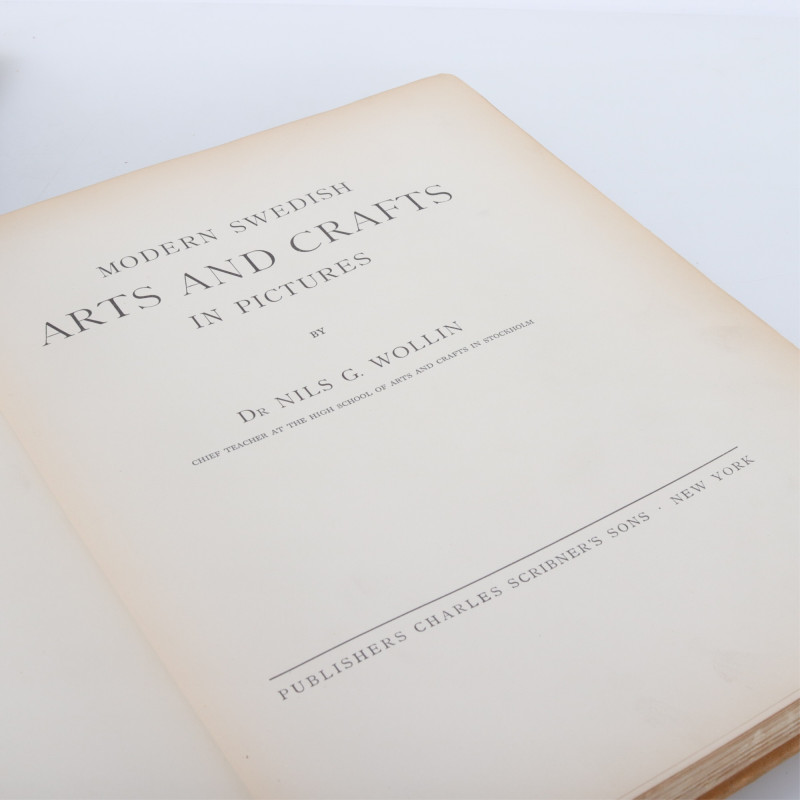 MODERN SWEDISH
ARTS AND CRAFTS
IN PICTURES
BY
DR NILS G. WOLLIN
CHIEF TEACHER AT THE HIGH SCHOOL OF ARTS AND CRAFTS IN STOCKHOLM
PUBLISHERS CHARLES SCRIBNER'S SONS · NEW YORK